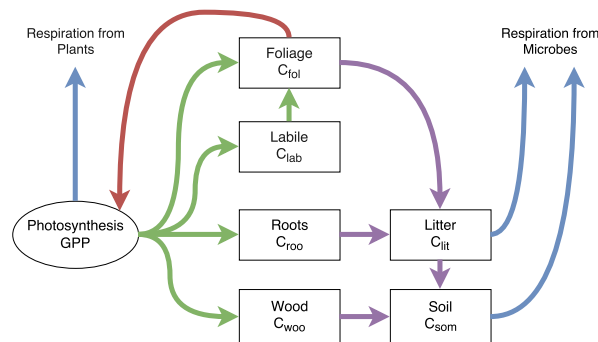 Respiration from
Plants
Foliage
Cfol
Respiration from
Microbes
Labile
Clab
Photosynthesis
GPP
Roots
Croo
Litter
Clit
Wood
Cwoo
Soil
Csom